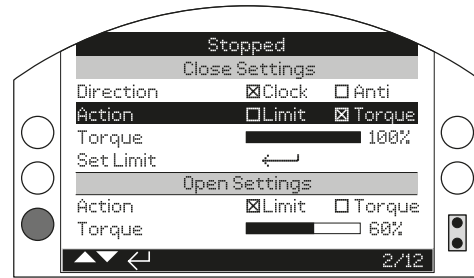 Stopped
Close Settings
Direction ☒Clock ☐Anti
Action ☐Limit ☒Torque
Torque 100%
Set Limit
Open Settings
Action ☒Limit ☐Torque
Torque 60%
2/12